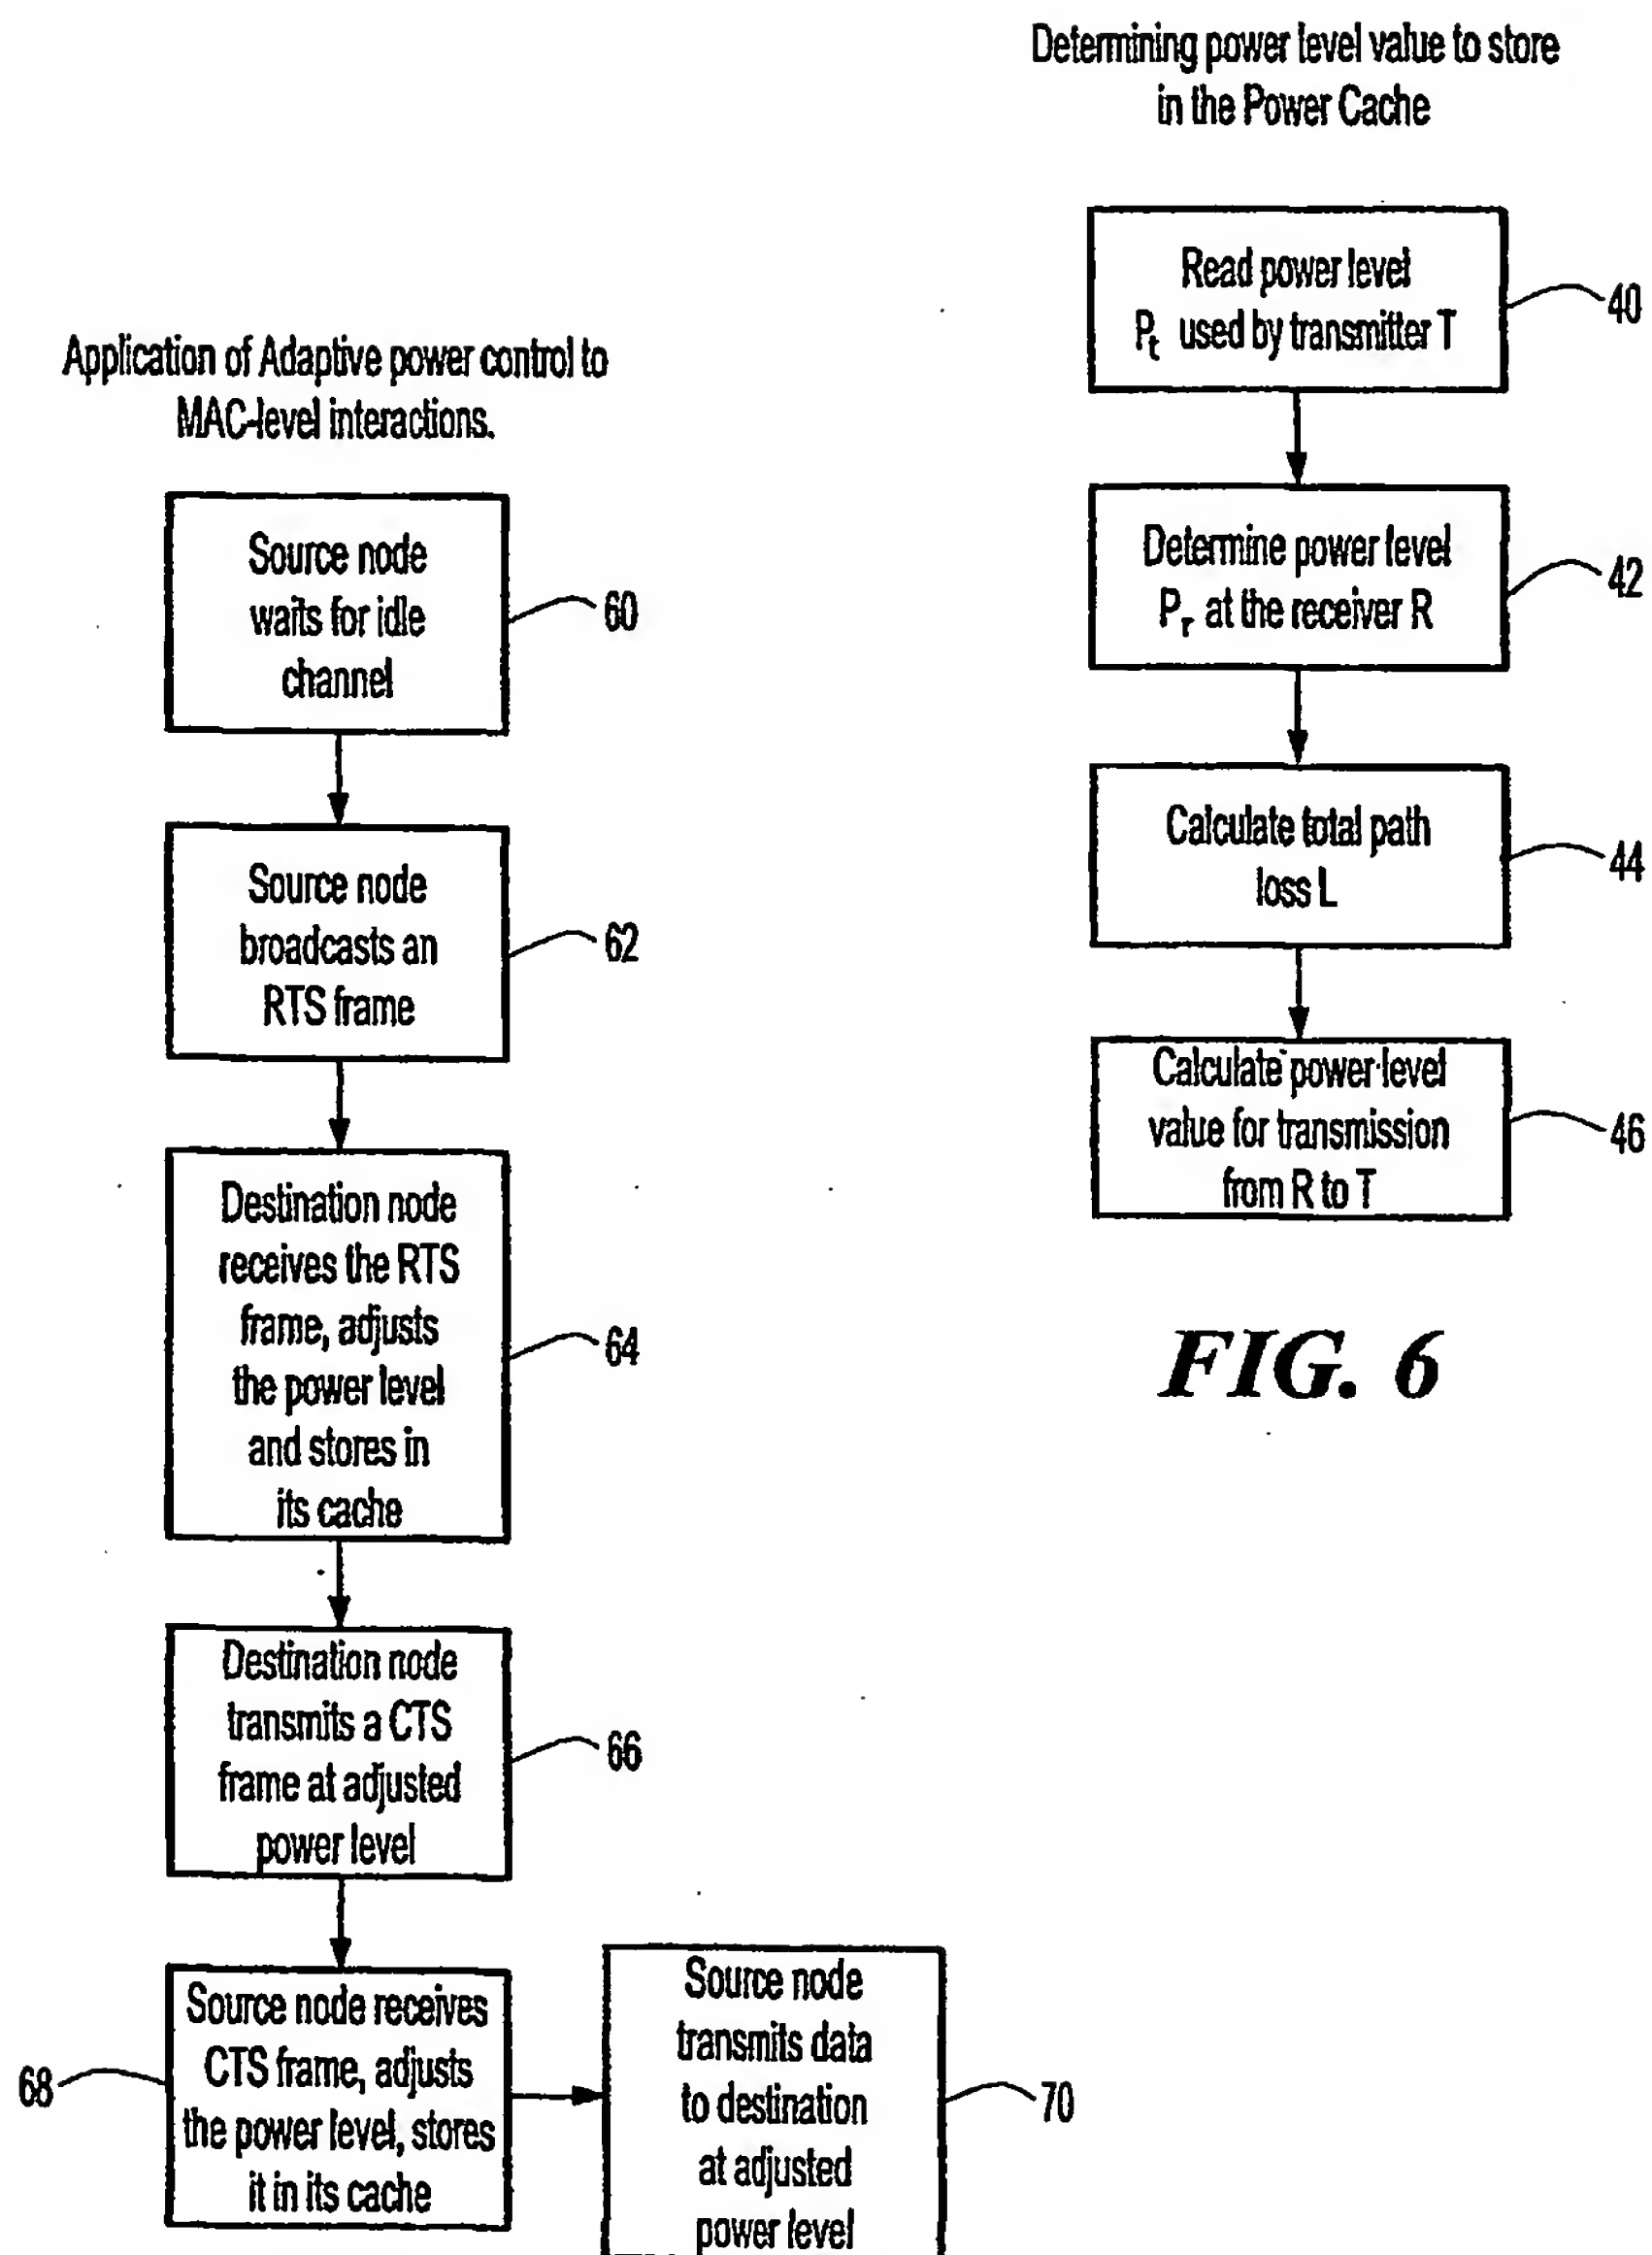 Determining power level value to store
in the Power Cache
Read power level
Pt used by transmitter T
40
Determine power level
Pr at the receiver R
42
Calculate total path
loss L
44
Calculate power level
value for transmission
from R to T
46
FIG. 6
Application of Adaptive power control to
MAC-level interactions.
Source node
waits for idle
channel
60
Source node
broadcasts an
RTS frame
62
Destination node
receives the RTS
frame, adjusts
the power level
and stores in
its cache
64
Destination node
transmits a CTS
frame at adjusted
power level
66
Source node receives
CTS frame, adjusts
the power level, stores
it in its cache
68
Source node
transmits data
to destination
at adjusted
power level
70